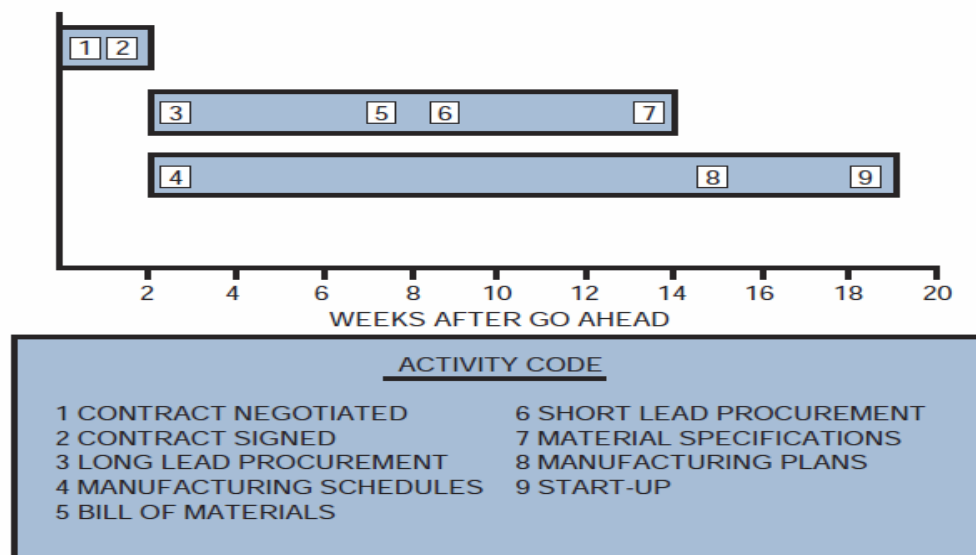 1 2
3 5 6 7
4 8 9
2 4 6 8 10 12 14 16 18 20
WEEKS AFTER GO AHEAD
ACTIVITY CODE
1 CONTRACT NEGOTIATED
2 CONTRACT SIGNED
3 LONG LEAD PROCUREMENT
4 MANUFACTURING SCHEDULES
5 BILL OF MATERIALS
6 SHORT LEAD PROCUREMENT
7 MATERIAL SPECIFICATIONS
8 MANUFACTURING PLANS
9 START-UP